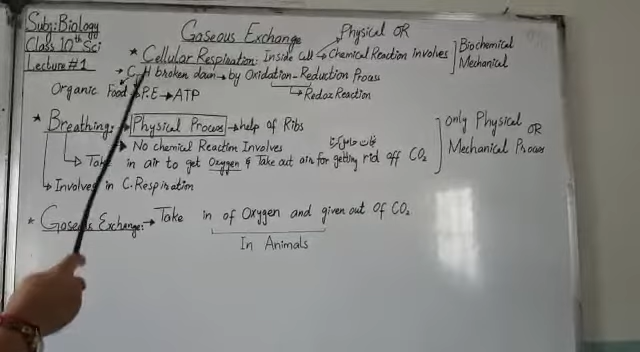 Subj: Biology
Class 10th Sci
Lecture #1
Gaseous Exchange
Physical OR
* Cellular Respiration: Inside Cell → Chemical Reaction involves
Biochemical
Mechanical
→ C-H broken down → by Oxidation-Reduction Process
→ Redox Reaction
Organic Food P.E → ATP
* Breathing: Physical Process → help of Ribs
→ No chemical Reaction Involves
→ Take in air to get Oxygen & Take out air for getting rid off CO₂
only Physical OR
Mechanical Process
→ Involves in C.Respiration
* Gaseous Exchange: → Take in of Oxygen and given out of CO₂
In Animals